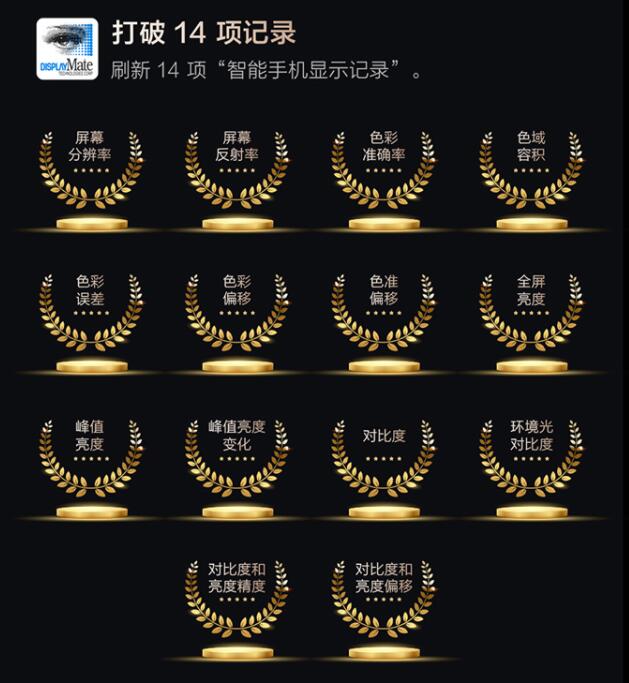 DISPLAYMate
TECHNOLOGIES CORP
打破 14 项记录
刷新 14 项“智能手机显示记录”。
屏幕
分辨率
屏幕
反射率
色彩
准确率
色域
容积
色彩
误差
色彩
偏移
色准
偏移
全屏
亮度
峰值
亮度
峰值亮度
变化
对比度
环境光
对比度
对比度和
亮度精度
对比度和
亮度偏移